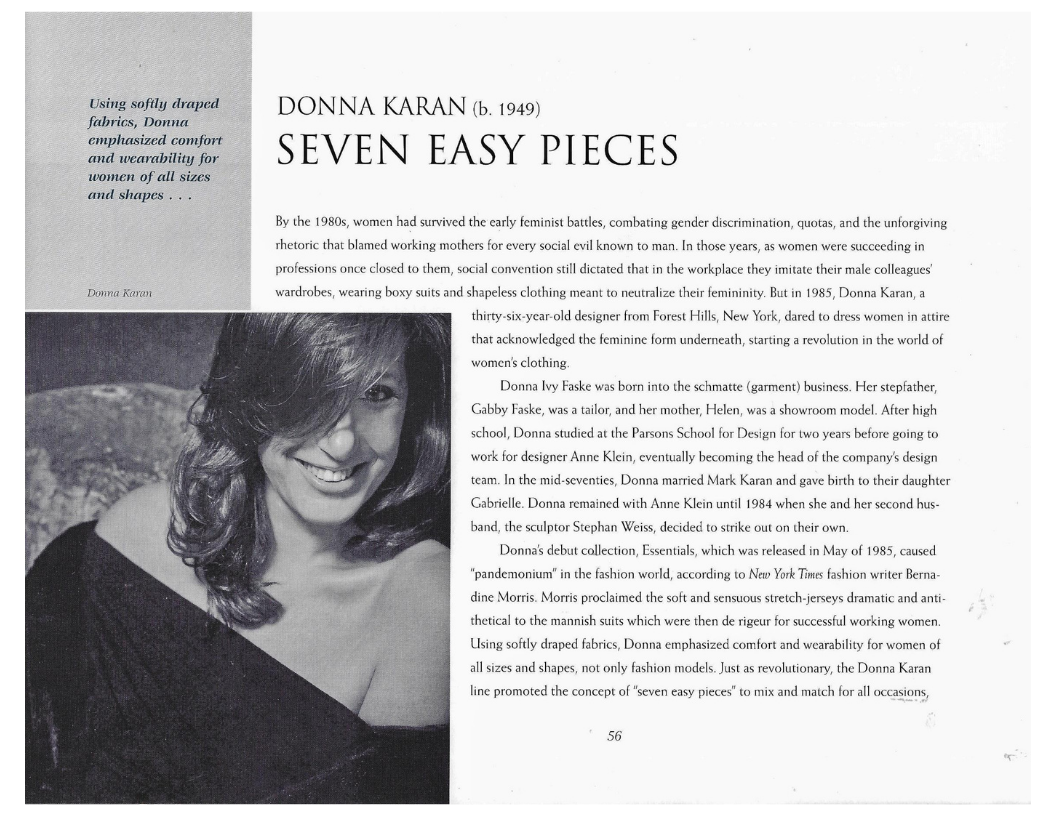 Using softly draped
fabrics, Donna
emphasized comfort
and wearability for
women of all sizes
and shapes . . .
Donna Karan
DONNA KARAN (b. 1949)
SEVEN EASY PIECES
By the 1980s, women had survived the early feminist battles, combating gender discrimination, quotas, and the unforgiving
rhetoric that blamed working mothers for every social evil known to man. In those years, as women were succeeding in
professions once closed to them, social convention still dictated that in the workplace they imitate their male colleagues'
wardrobes, wearing boxy suits and shapeless clothing meant to neutralize their femininity. But in 1985, Donna Karan, a
thirty-six-year-old designer from Forest Hills, New York, dared to dress women in attire
that acknowledged the feminine form underneath, starting a revolution in the world of
women's clothing.
Donna Ivy Faske was born into the schmatte (garment) business. Her stepfather,
Gabby Faske, was a tailor, and her mother, Helen, was a showroom model. After high
school, Donna studied at the Parsons School for Design for two years before going to
work for designer Anne Klein, eventually becoming the head of the company's design
team. In the mid-seventies, Donna married Mark Karan and gave birth to their daughter
Gabrielle. Donna remained with Anne Klein until 1984 when she and her second hus-
band, the sculptor Stephan Weiss, decided to strike out on their own.
Donna's debut collection, Essentials, which was released in May of 1985, caused
"pandemonium" in the fashion world, according to New York Times fashion writer Berna-
dine Morris. Morris proclaimed the soft and sensuous stretch-jerseys dramatic and anti-
thetical to the mannish suits which were then de rigeur for successful working women.
Using softly draped fabrics, Donna emphasized comfort and wearability for women of
all sizes and shapes, not only fashion models. Just as revolutionary, the Donna Karan
line promoted the concept of "seven easy pieces" to mix and match for all occasions,
56